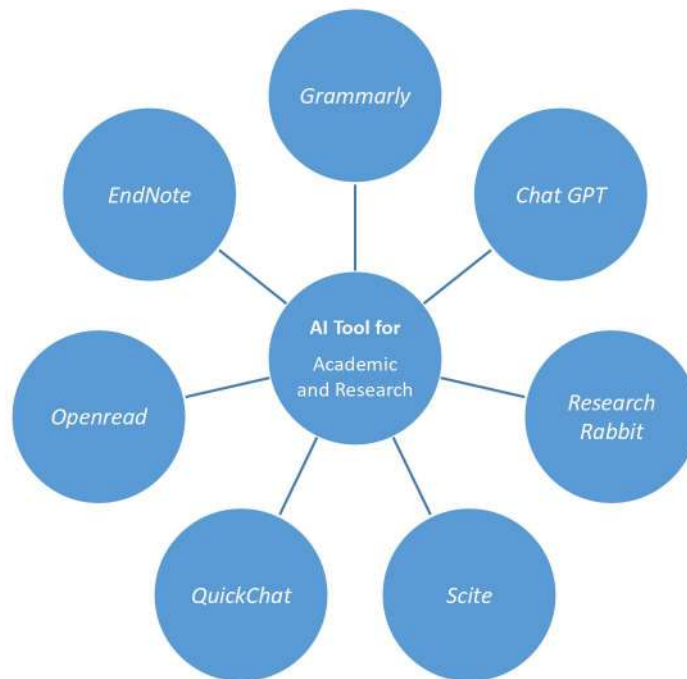 Grammarly
EndNote
Chat GPT
AI Tool for
Academic
and Research
Openread
Research
Rabbit
QuickChat
Scite